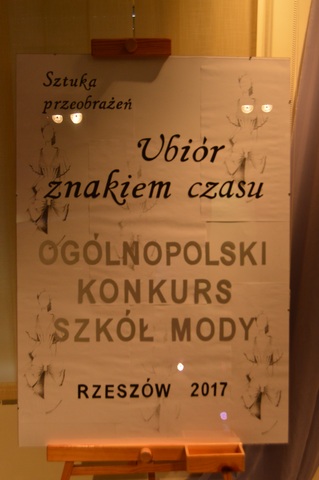 Sztuka
przeobrażeń
Ubiór
znakiem czasu
OGÓLNOPOLSKI
KONKURS
SZKÓŁ MODY
RZESZÓW 2017